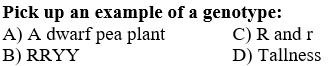 Pick up an example of a genotype:
A) A dwarf pea plant C) R and r
B) RRYY D) Tallness